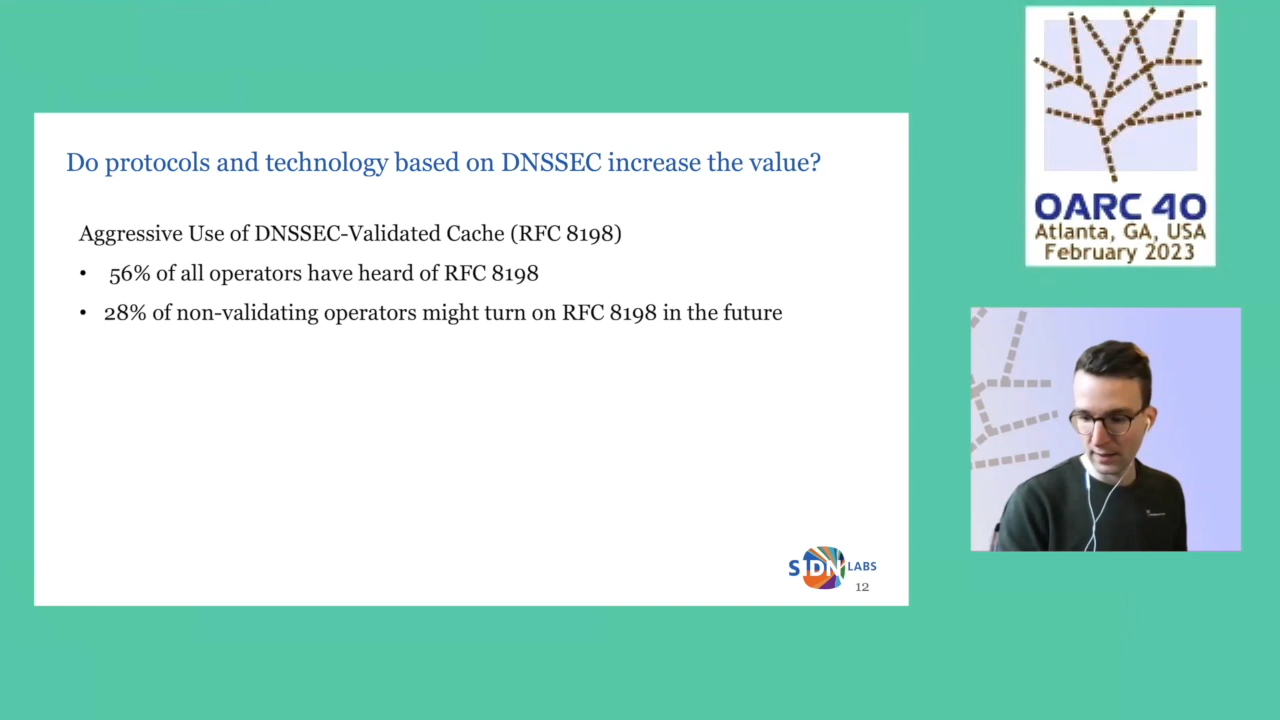 Do protocols and technology based on DNSSEC increase the value?
Aggressive Use of DNSSEC-Validated Cache (RFC 8198)
• 56% of all operators have heard of RFC 8198
• 28% of non-validating operators might turn on RFC 8198 in the future
SIDN LABS
12
OARC 40
Atlanta, GA, USA
February 2023